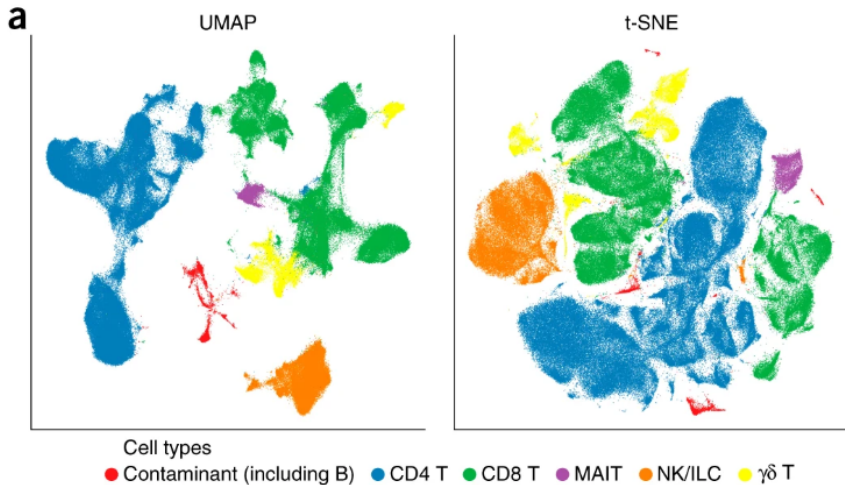 a
UMAP
t-SNE
Cell types
Contaminant (including B) CD4 T CD8 T MAIT NK/ILC γδ T